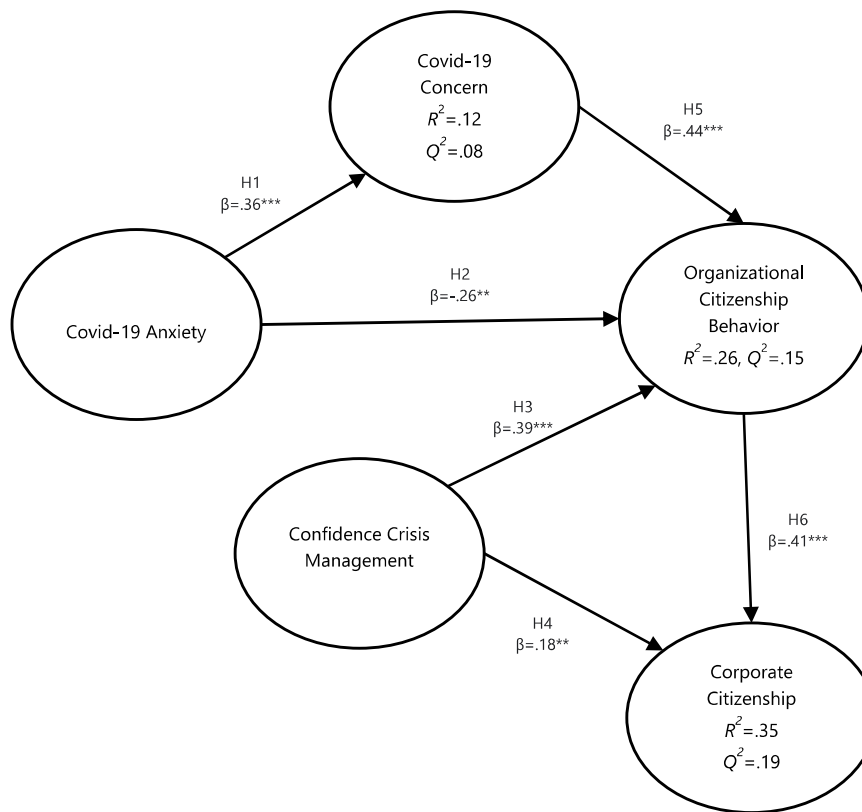 Covid-19
Concern
R²=.12
Q²=.08
H5
β=.44***
H1
β=.36***
H2
β=-.26**
Organizational
Citizenship
Behavior
R²=.26, Q²=.15
Covid-19 Anxiety
H3
β=.39***
Confidence Crisis
Management
H6
β=.41***
H4
β=.18**
Corporate
Citizenship
R²=.35
Q²=.19